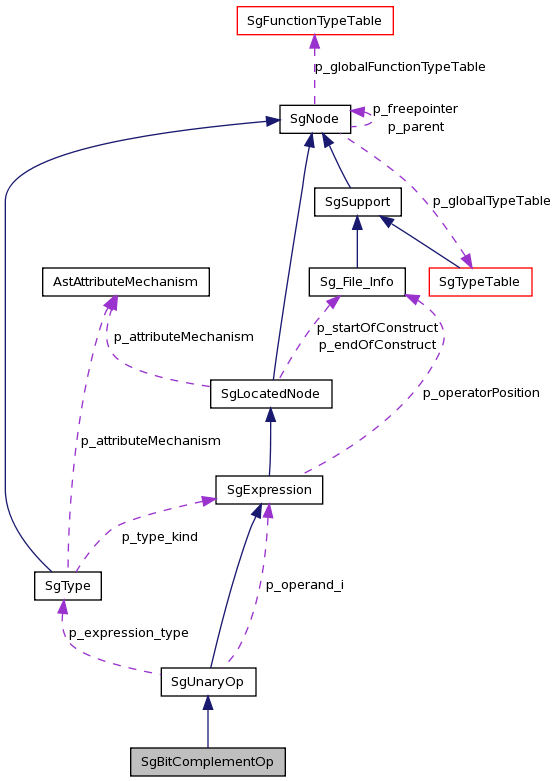 SgFunctionTypeTable
p_globalFunctionTypeTable
SgNode
p_freepointer
p_parent
SgSupport
p_globalTypeTable
AstAttributeMechanism
Sg_File_Info
SgTypeTable
p_attributeMechanism
p_startOfConstruct
p_endOfConstruct
SgLocatedNode
p_operatorPosition
p_attributeMechanism
SgExpression
p_type_kind
SgType
p_operand_i
p_expression_type
SgUnaryOp
SgBitComplementOp